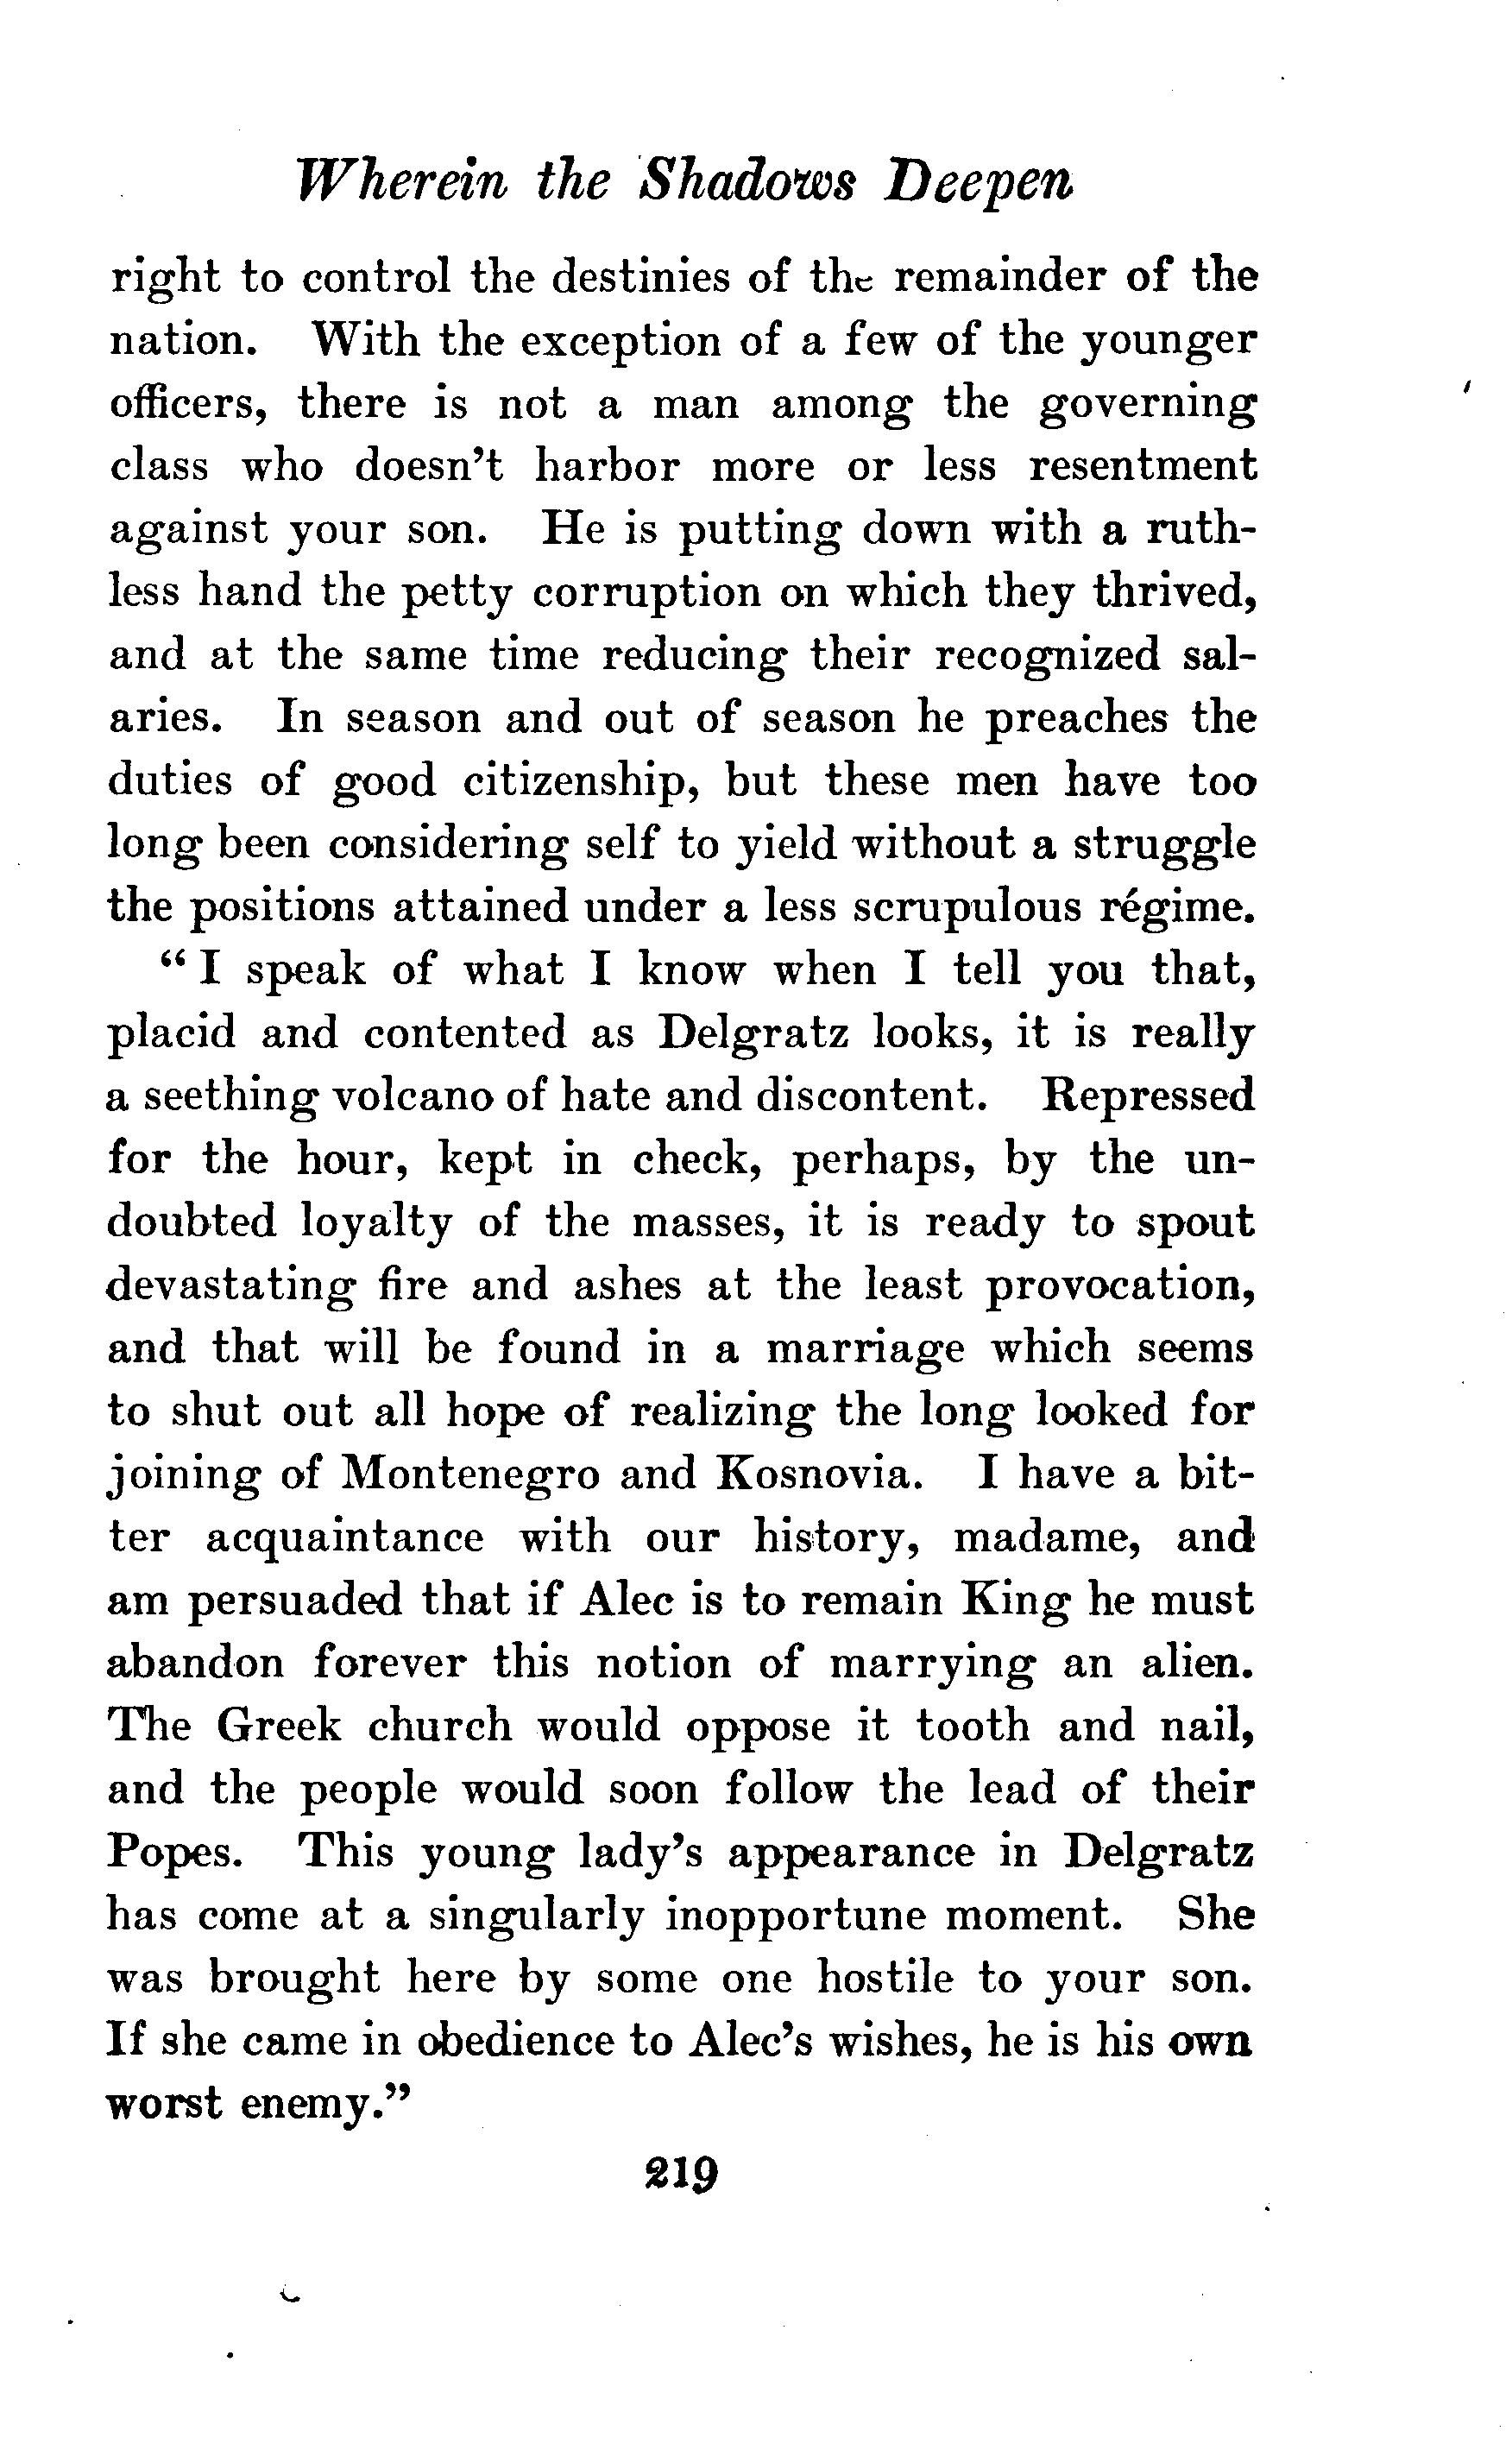 Wherein the Shadows Deepen
right to control the destinies of the remainder of the
nation. With the exception of a few of the younger
officers, there is not a man among the governing
class who doesn't harbor more or less resentment
against your son. He is putting down with a ruth-
less hand the petty corruption on which they thrived,
and at the same time reducing their recognized sal-
aries. In season and out of season he preaches the
duties of good citizenship, but these men have too
long been considering self to yield without a struggle
the positions attained under a less scrupulous régime.
“I speak of what I know when I tell you that,
placid and contented as Delgratz looks, it is really
a seething volcano of hate and discontent. Repressed
for the hour, kept in check, perhaps, by the un-
doubted loyalty of the masses, it is ready to spout
devastating fire and ashes at the least provocation,
and that will be found in a marriage which seems
to shut out all hope of realizing the long looked for
joining of Montenegro and Kosnovia. I have a bit-
ter acquaintance with our history, madame, and
am persuaded that if Alec is to remain King he must
abandon forever this notion of marrying an alien.
The Greek church would oppose it tooth and nail,
and the people would soon follow the lead of their
Popes. This young lady's appearance in Delgratz
has come at a singularly inopportune moment. She
was brought here by some one hostile to your son.
If she came in obedience to Alec's wishes, he is his own
worst enemy.”
219